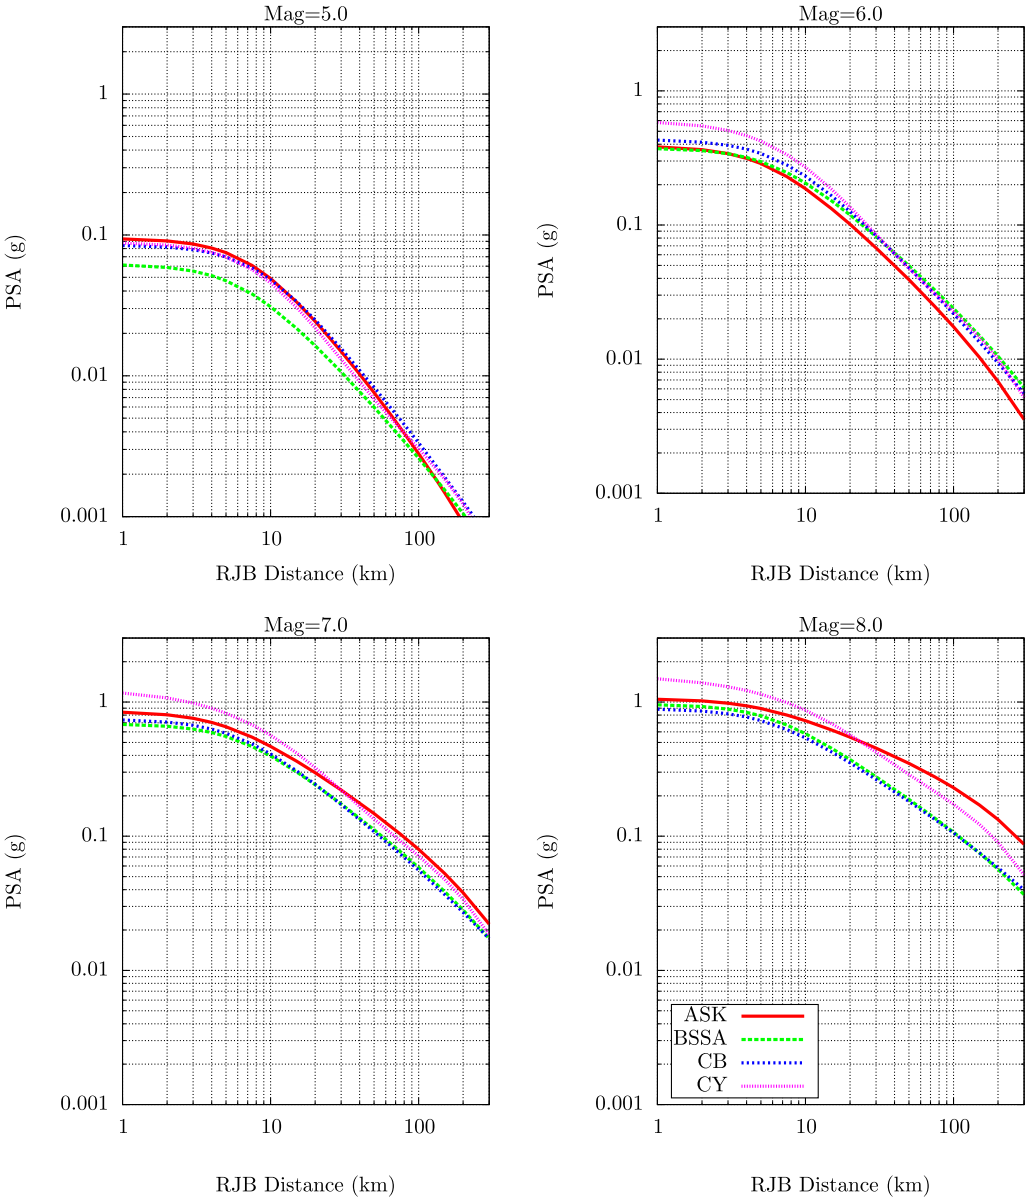 Mag=5.0
1
0.1
0.01
0.001
1 10 100
PSA (g)
RJB Distance (km)
Mag=6.0
1
0.1
0.01
0.001
1 10 100
PSA (g)
RJB Distance (km)
Mag=7.0
1
0.1
0.01
0.001
1 10 100
PSA (g)
RJB Distance (km)
Mag=8.0
1
0.1
0.01
0.001
1 10 100
PSA (g)
RJB Distance (km)
ASK
BSSA
CB
CY